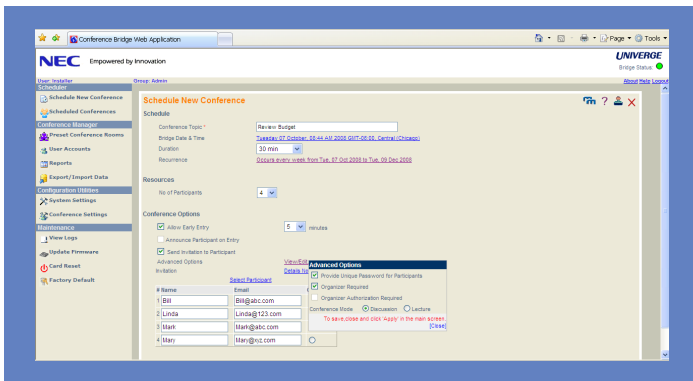 Conference Bridge Web Application
Page Tools
NEC Empowered by Innovation
UNIVERGE
Bridge Status:
User: Installer Group: Admin About Help Logout
Scheduler
Schedule New Conference
Scheduled Conferences
Conference Manager
Preset Conference Rooms
User Accounts
Reports
Export/Import Data
Configuration Utilities
System Settings
Conference Settings
Maintenance
View Logs
Update Firmware
Card Reset
Factory Default
Schedule New Conference
Schedule
Conference Topic * Review Budget
Bridge Date & Time Tuesday 07 October, 08:44 AM 2008 GMT-06:00, Central (Chicago)
Duration 30 min
Recurrence Occurs every week from Tue, 07 Oct 2008 to Tue, 09 Dec 2008
Resources
No of Participants 4
Conference Options
Allow Early Entry 5 minutes
Announce Participant on Entry
Send Invitation to Participant
Advanced Options View/Edit
Invitation Details No
Select Participant
# Name Email
1 Bill Bill@abc.com
2 Linda Linda@123.com
3 Mark Mark@abc.com
4 Mary Mary@xyz.com
Advanced Options
Provide Unique Password for Participants
Organizer Required
Organizer Authorization Required
Conference Mode Discussion Lecture
To save,close and click 'Apply' in the main screen.
[Close]